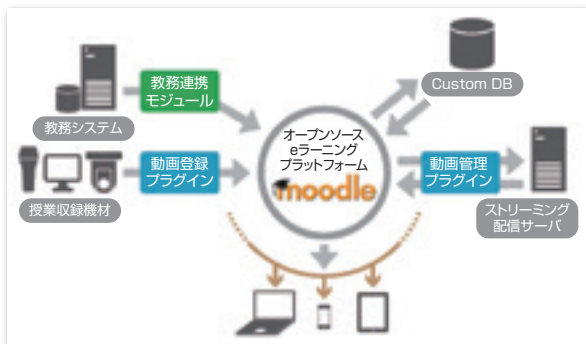 教務連携
モジュール
教務システム
動画登録
プラグイン
授業収録機材
オープンソース
eラーニング
プラットフォーム
moodle
Custom DB
動画管理
プラグイン
ストリーミング
配信サーバ